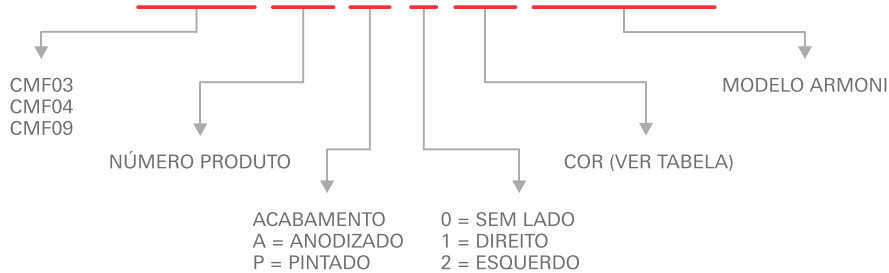 CMF03
CMF04
CMF09
MODELO ARMONI
NÚMERO PRODUTO
COR (VER TABELA)
ACABAMENTO
A = ANODIZADO
P = PINTADO
0 = SEM LADO
1 = DIREITO
2 = ESQUERDO